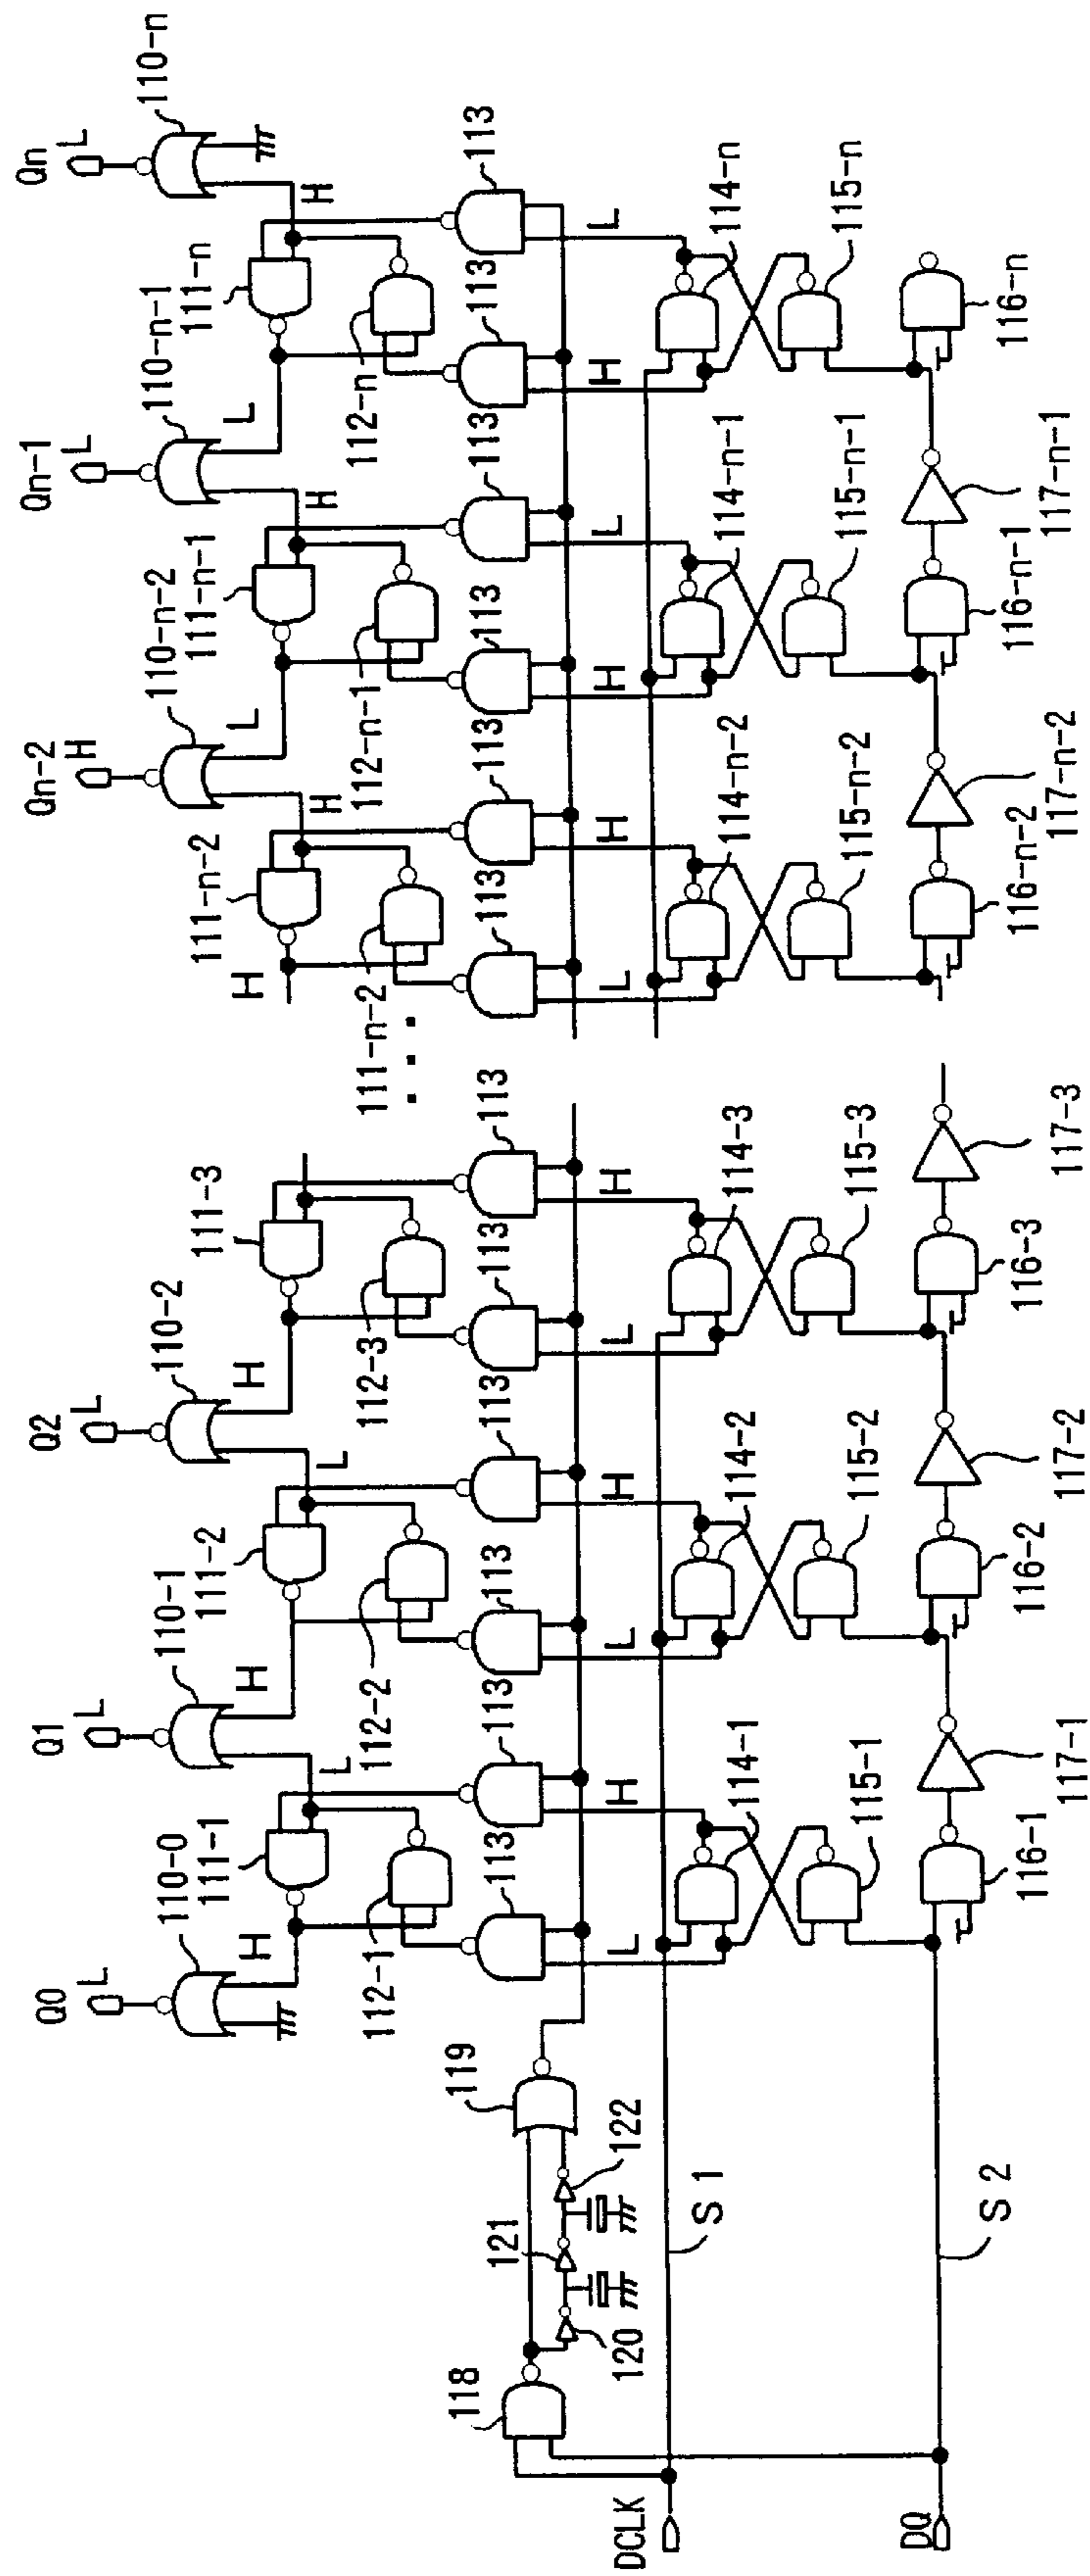 Q0 Q1 Q2 Qn-2 Qn-1 Qn
L L L H L L
110-0 110-1 110-2 110-n-2 110-n-1 110-n
111-1 111-2 111-3 111-n-2 111-n-1 111-n
H H H H L L
L L H H H
112-1 112-2 112-3 111-n-2 112-n-1 112-n
...
118 119 113 113 113 113 113 113 113 113 113 113 113 113
121
120 122
L H L H L H L H H L H L
DCLK S 1 114-1 114-2 114-3 114-n-2 114-n-1 114-n
115-1 115-2 115-3 115-n-2 115-n-1 115-n
DQ S 2 116-1 116-2 116-3 116-n-2 116-n-1 116-n
117-1 117-2 117-3 117-n-2 117-n-1